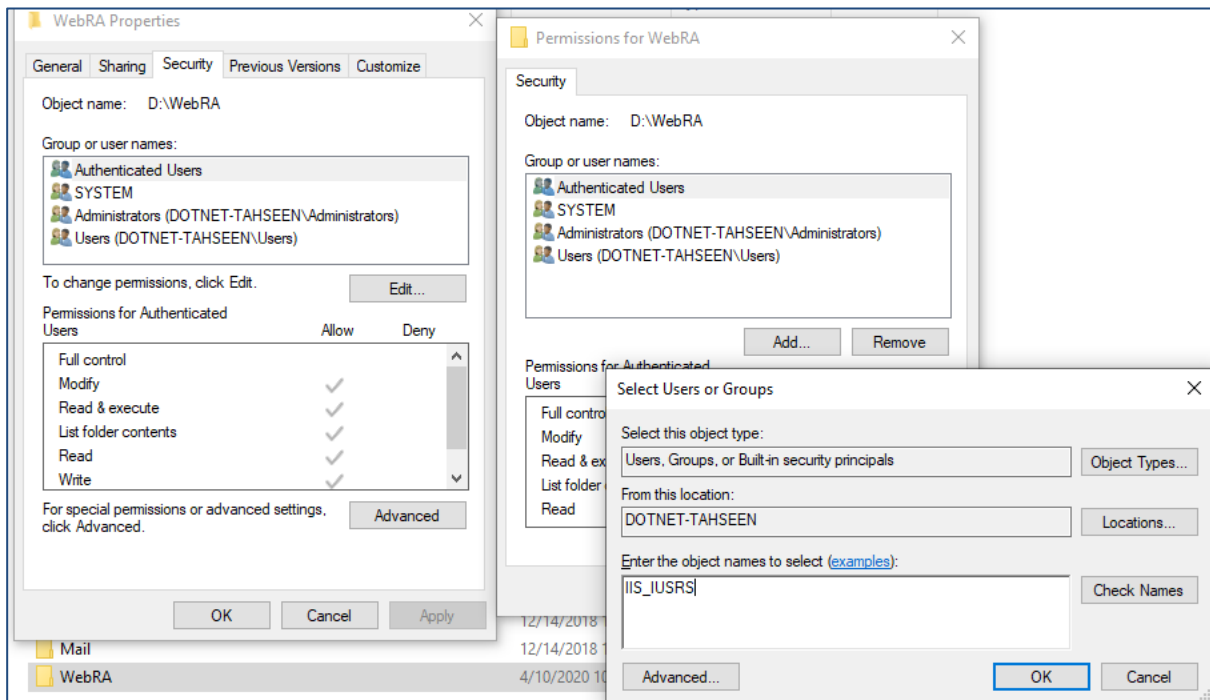 WebRA Properties
General Sharing Security Previous Versions Customize
Object name: D:\WebRA
Group or user names:
Authenticated Users
SYSTEM
Administrators (DOTNET-TAHSEEN\Administrators)
Users (DOTNET-TAHSEEN\Users)
To change permissions, click Edit.
Edit...
Permissions for Authenticated
Users Allow Deny
Full control
Modify
Read & execute
List folder contents
Read
Write
For special permissions or advanced settings,
click Advanced.
Advanced
OK Cancel Apply
Permissions for WebRA
Security
Object name: D:\WebRA
Group or user names:
Authenticated Users
SYSTEM
Administrators (DOTNET-TAHSEEN\Administrators)
Users (DOTNET-TAHSEEN\Users)
Add... Remove
Permissions for Authenticated
Users
Full contro
Modify
Read & ex
List folder
Read
Select Users or Groups
Select this object type:
Users, Groups, or Built-in security principals
Object Types...
From this location:
DOTNET-TAHSEEN
Locations...
Enter the object names to select (examples):
IIS_IUSRS
Check Names
Advanced... OK Cancel
12/14/2018 1
Mail 12/14/2018 1
WebRA 4/10/2020 10